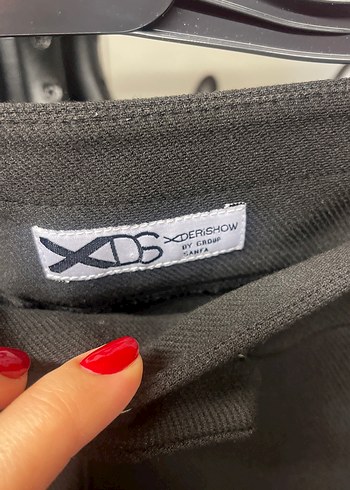 XDS
XDERiSHOW
BY GROUP
SANFA